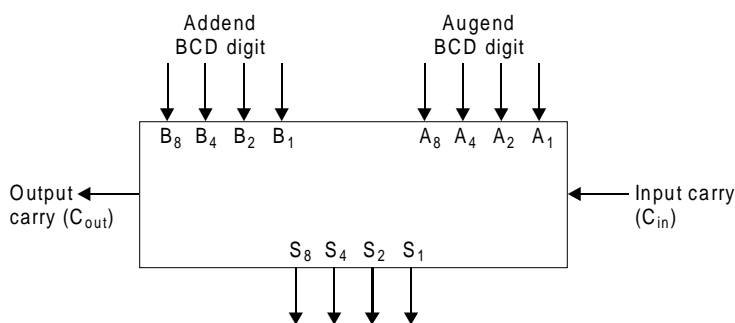 Addend
BCD digit
Augend
BCD digit
B8 B4 B2 B1
A8 A4 A2 A1
Output
carry (Cout)
Input carry
(Cin)
S8 S4 S2 S1